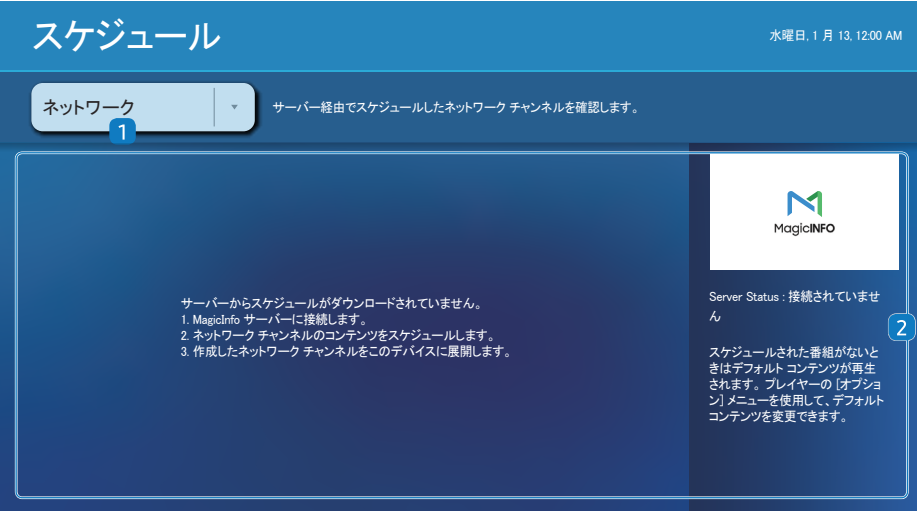 スケジュール
水曜日, 1 月 13, 12:00 AM
ネットワーク
サーバー経由でスケジュールしたネットワーク チャンネルを確認します。
1
MagicINFO
サーバーからスケジュールがダウンロードされていません。
1. MagicInfo サーバーに接続します。
2. ネットワーク チャンネルのコンテンツをスケジュールします。
3. 作成したネットワーク チャンネルをこのデバイスに展開します。
Server Status : 接続されていませ
ん
2
スケジュールされた番組がないと
きはデフォルト コンテンツが再生
されます。プレイヤーの [オプショ
ン] メニューを使用して、デフォルト
コンテンツを変更できます。